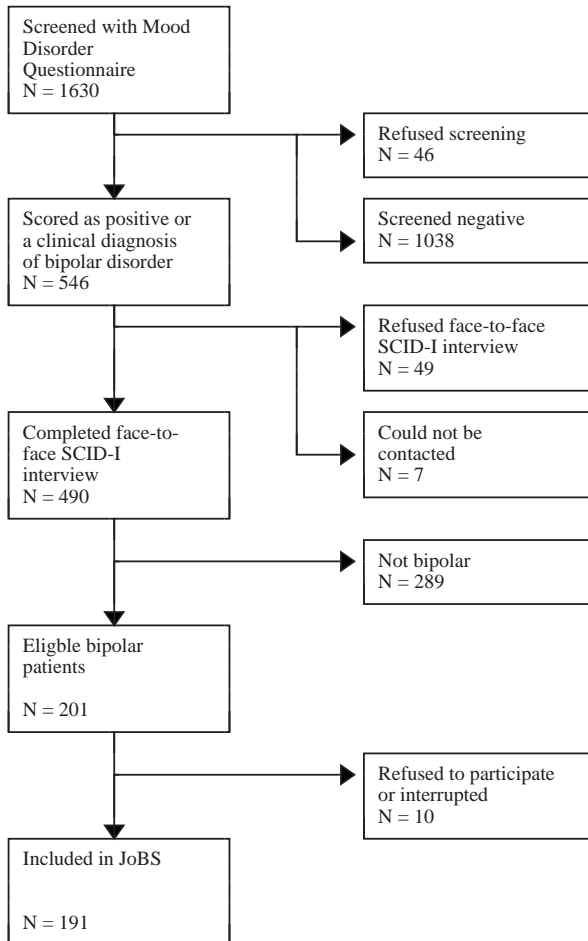 Screened with Mood
Disorder
Questionnaire
N = 1630
Refused screening
N = 46
Scored as positive or
a clinical diagnosis
of bipolar disorder
N = 546
Screened negative
N = 1038
Refused face-to-face
SCID-I interview
N = 49
Completed face-to-
face SCID-I
interview
N = 490
Could not be
contacted
N = 7
Not bipolar
N = 289
Eligble bipolar
patients
N = 201
Refused to participate
or interrupted
N = 10
Included in JoBS
N = 191